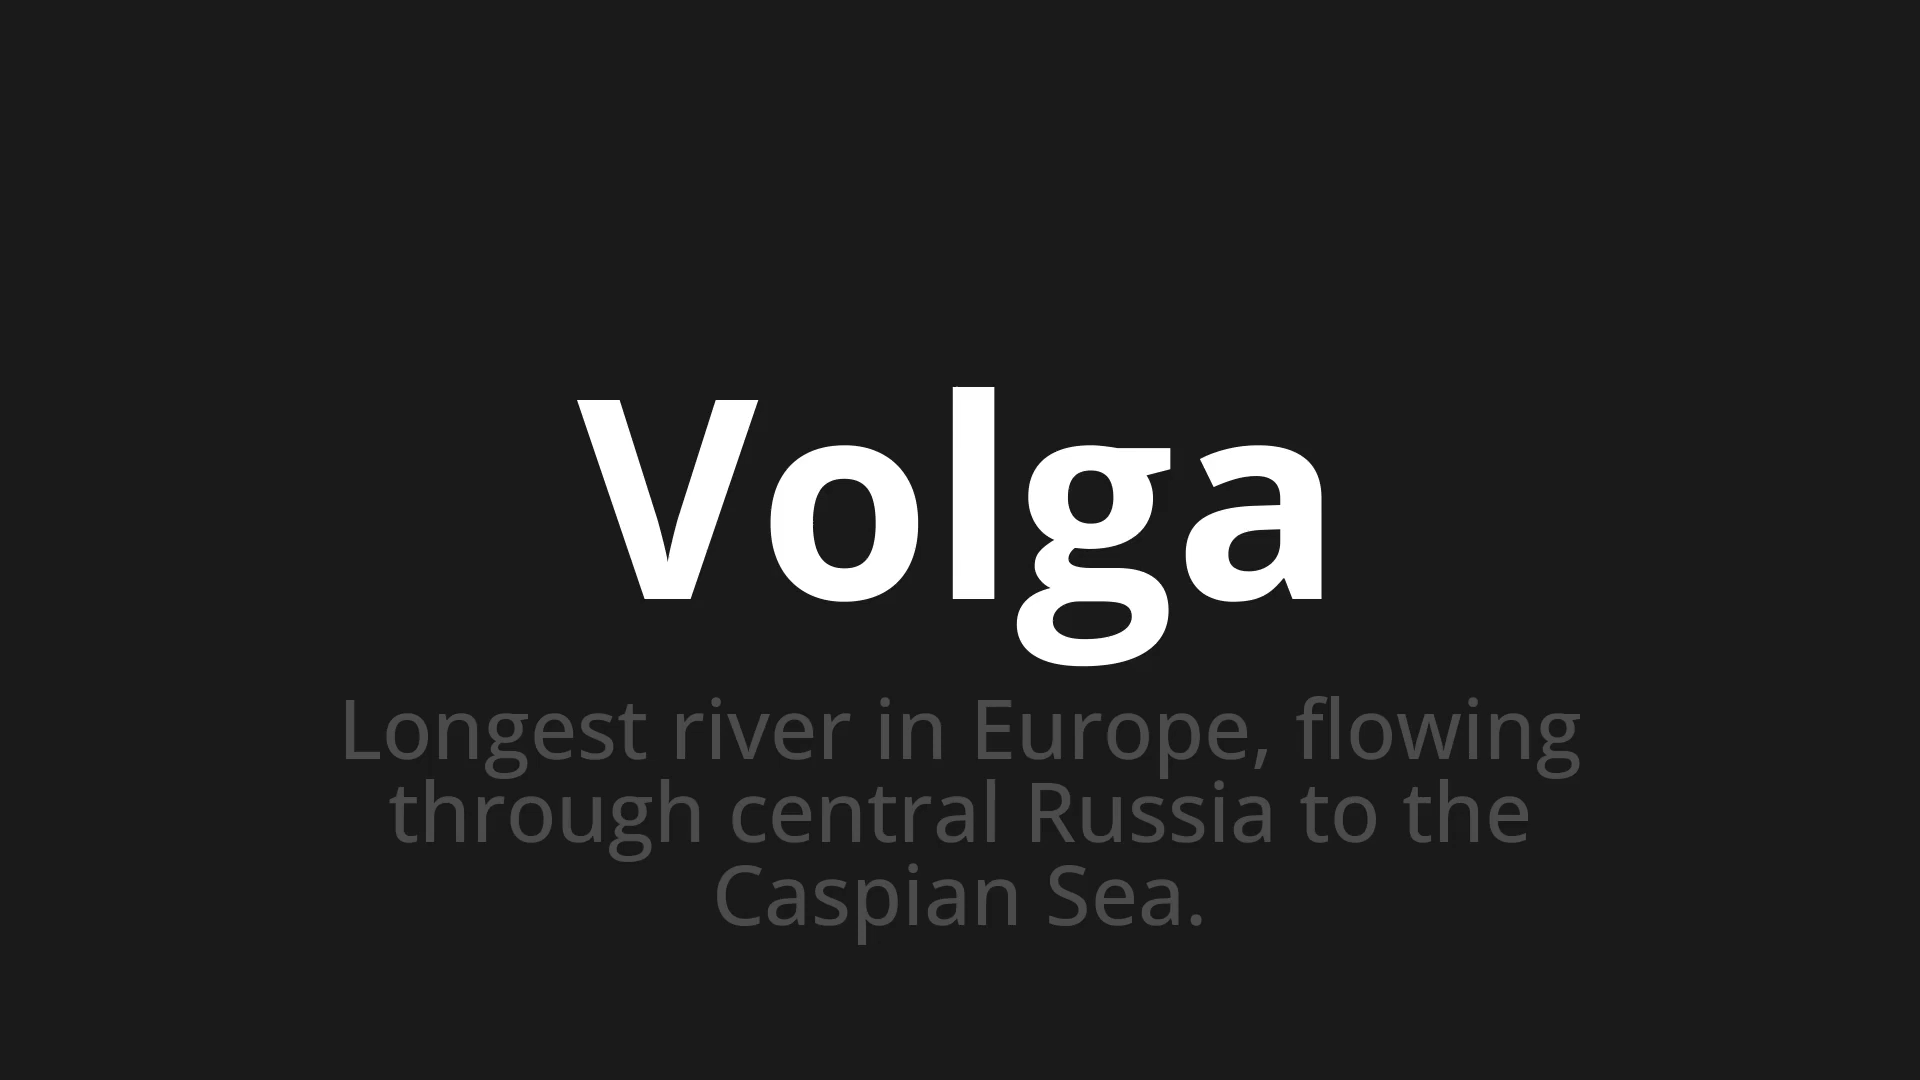 Volga
Longest river in Europe, flowing
through central Russia to the
Caspian Sea.